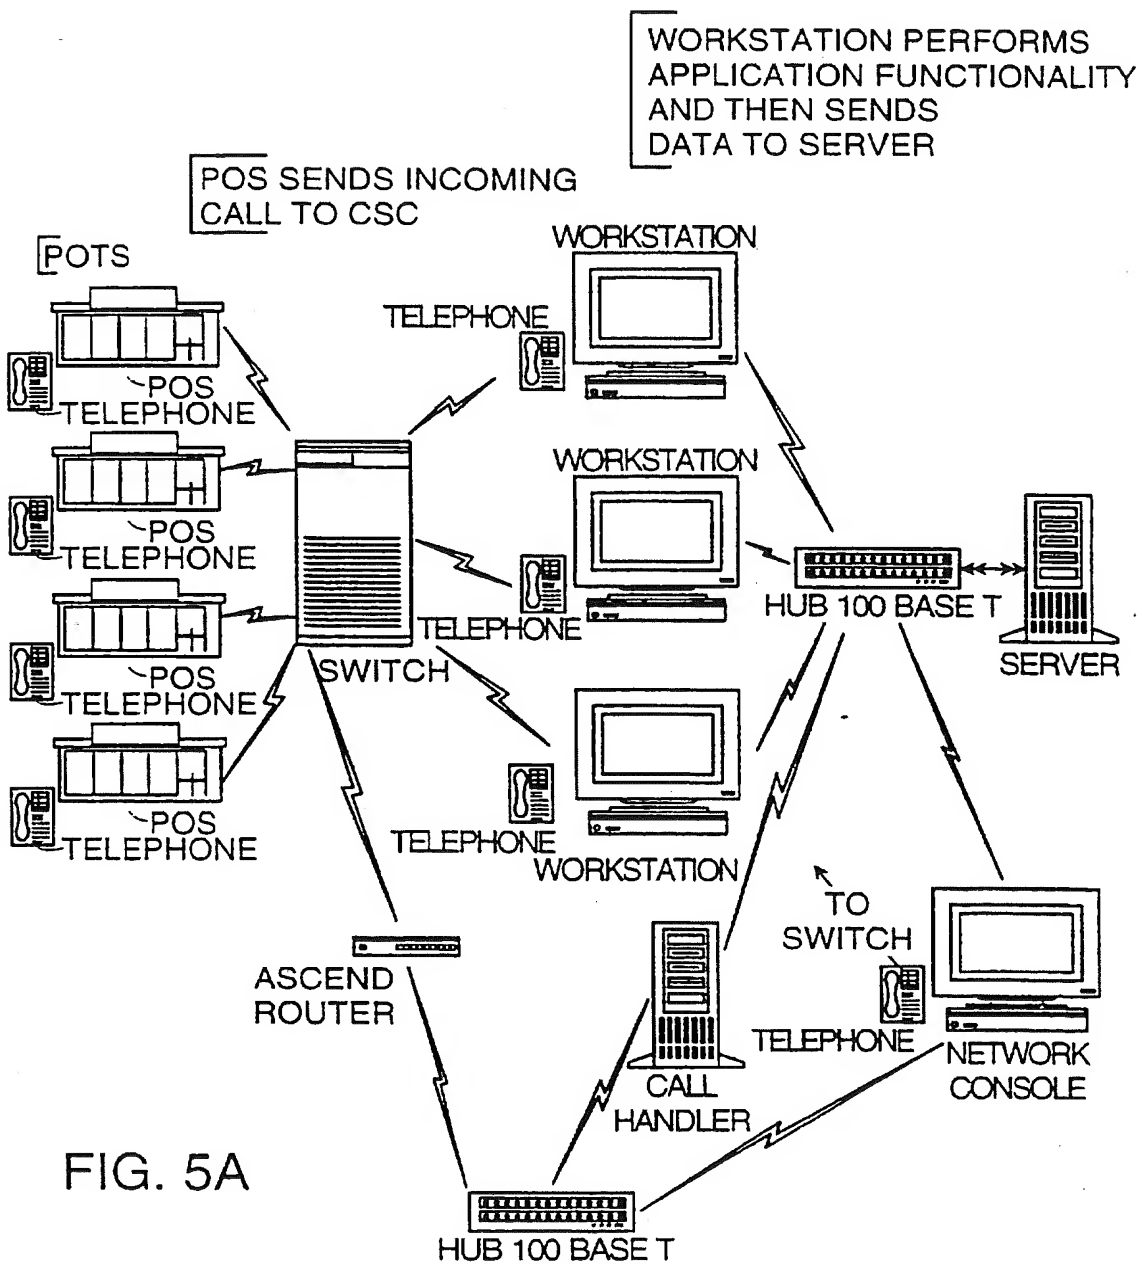 WORKSTATION PERFORMS
APPLICATION FUNCTIONALITY
AND THEN SENDS
DATA TO SERVER
POS SENDS INCOMING
CALL TO CSC
POTS
WORKSTATION
TELEPHONE
POS
TELEPHONE
WORKSTATION
POS
TELEPHONE
HUB 100 BASE T
TELEPHONE
SERVER
SWITCH
POS
TELEPHONE
POS
TELEPHONE
TELEPHONE
WORKSTATION
TO
SWITCH
ASCEND
ROUTER
TELEPHONE
NETWORK
CONSOLE
CALL
HANDLER
FIG. 5A
HUB 100 BASE T